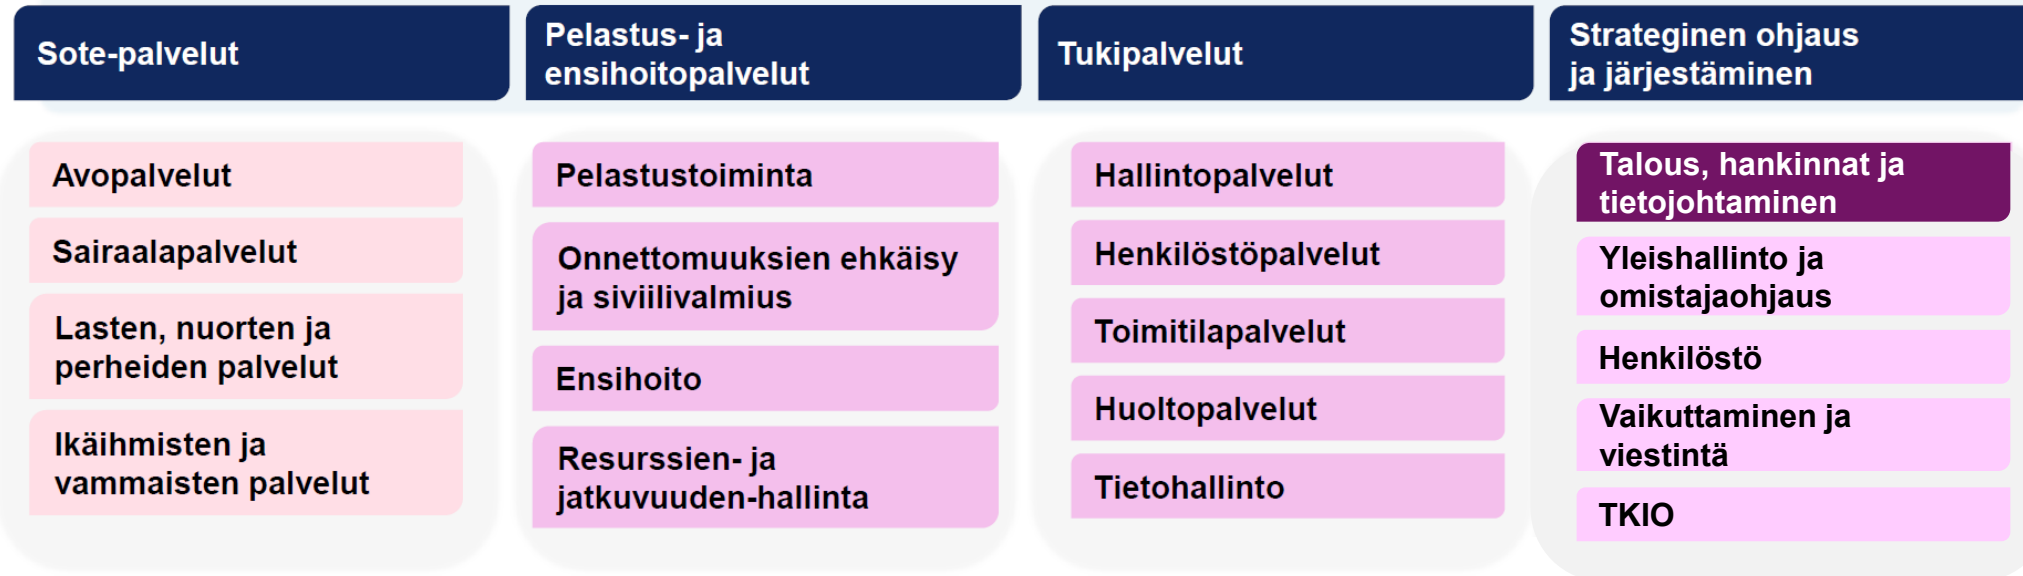 Sote-palvelut
Avopalvelut
Sairaalapalvelut
Lasten, nuorten ja
perheiden palvelut
Ikäihmisten ja
vammaisten palvelut
Pelastus- ja
ensihoitopalvelut
Pelastustoiminta
Onnettomuuksien ehkäisy
ja siviilivalmius
Ensihoito
Resurssien- ja
jatkuvuuden-hallinta
Tukipalvelut
Hallintopalvelut
Henkilöstöpalvelut
Toimitilapalvelut
Huoltopalvelut
Tietohallinto
Strateginen ohjaus
ja järjestäminen
Talous, hankinnat ja
tietojohtaminen
Yleishallinto ja
omistajaohjaus
Henkilöstö
Vaikuttaminen ja
viestintä
TKIO